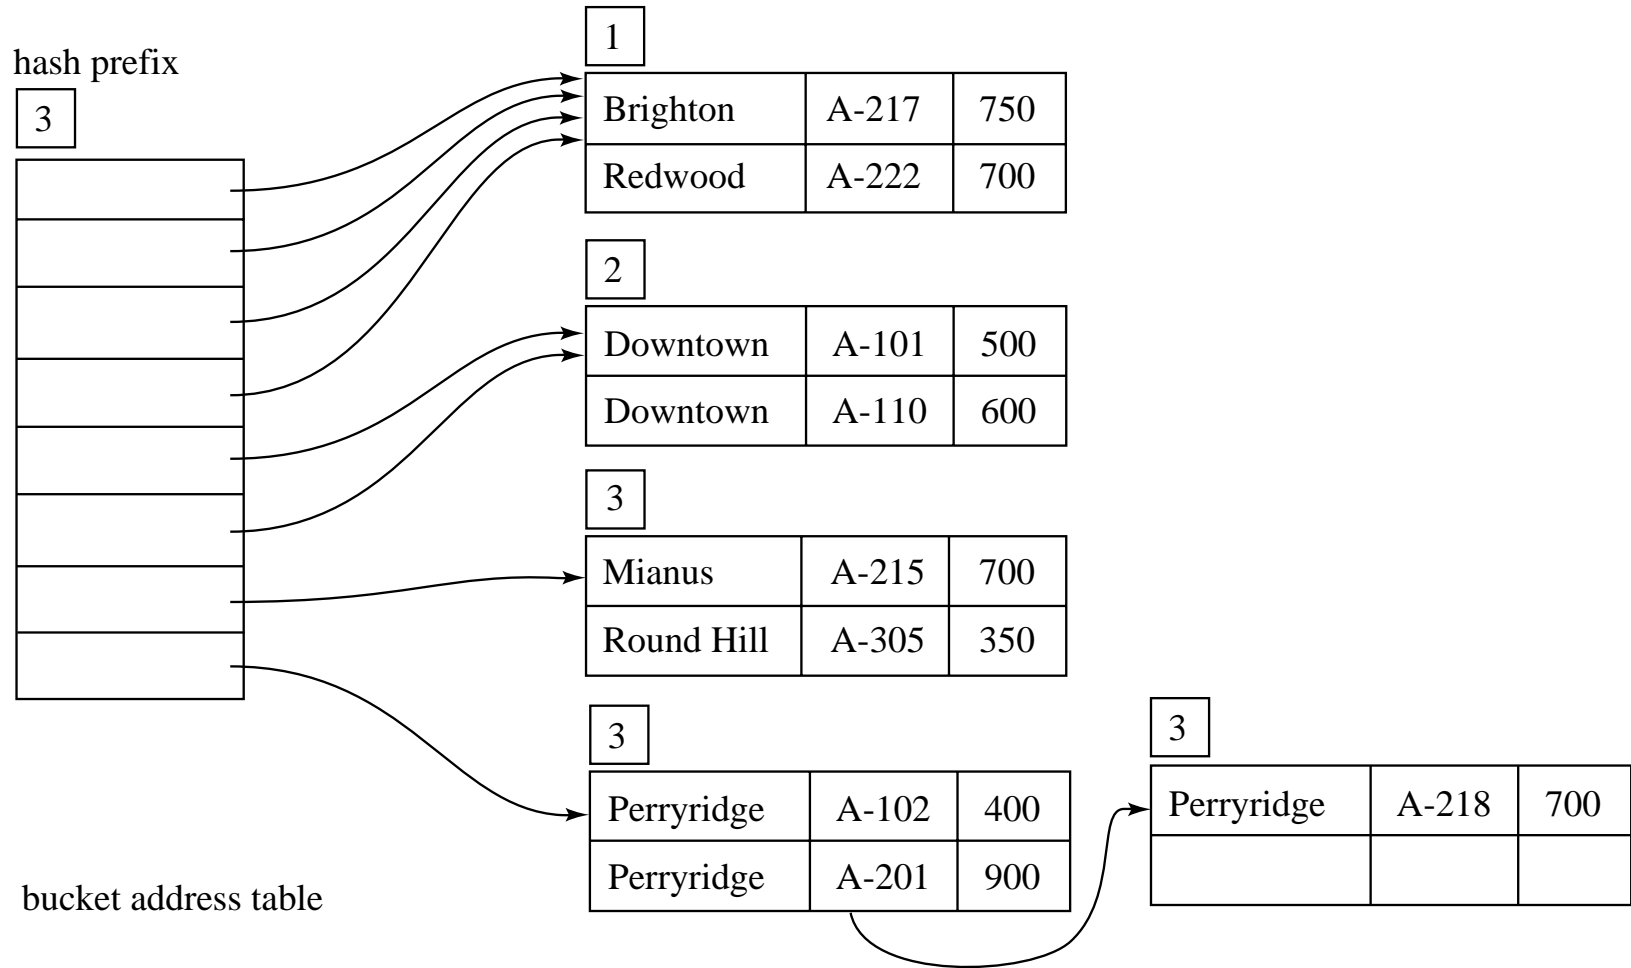 hash prefix
3
1
Brighton A-217 750
Redwood A-222 700
2
Downtown A-101 500
Downtown A-110 600
3
Mianus A-215 700
Round Hill A-305 350
3
Perryridge A-102 400
Perryridge A-201 900
3
Perryridge A-218 700
bucket address table